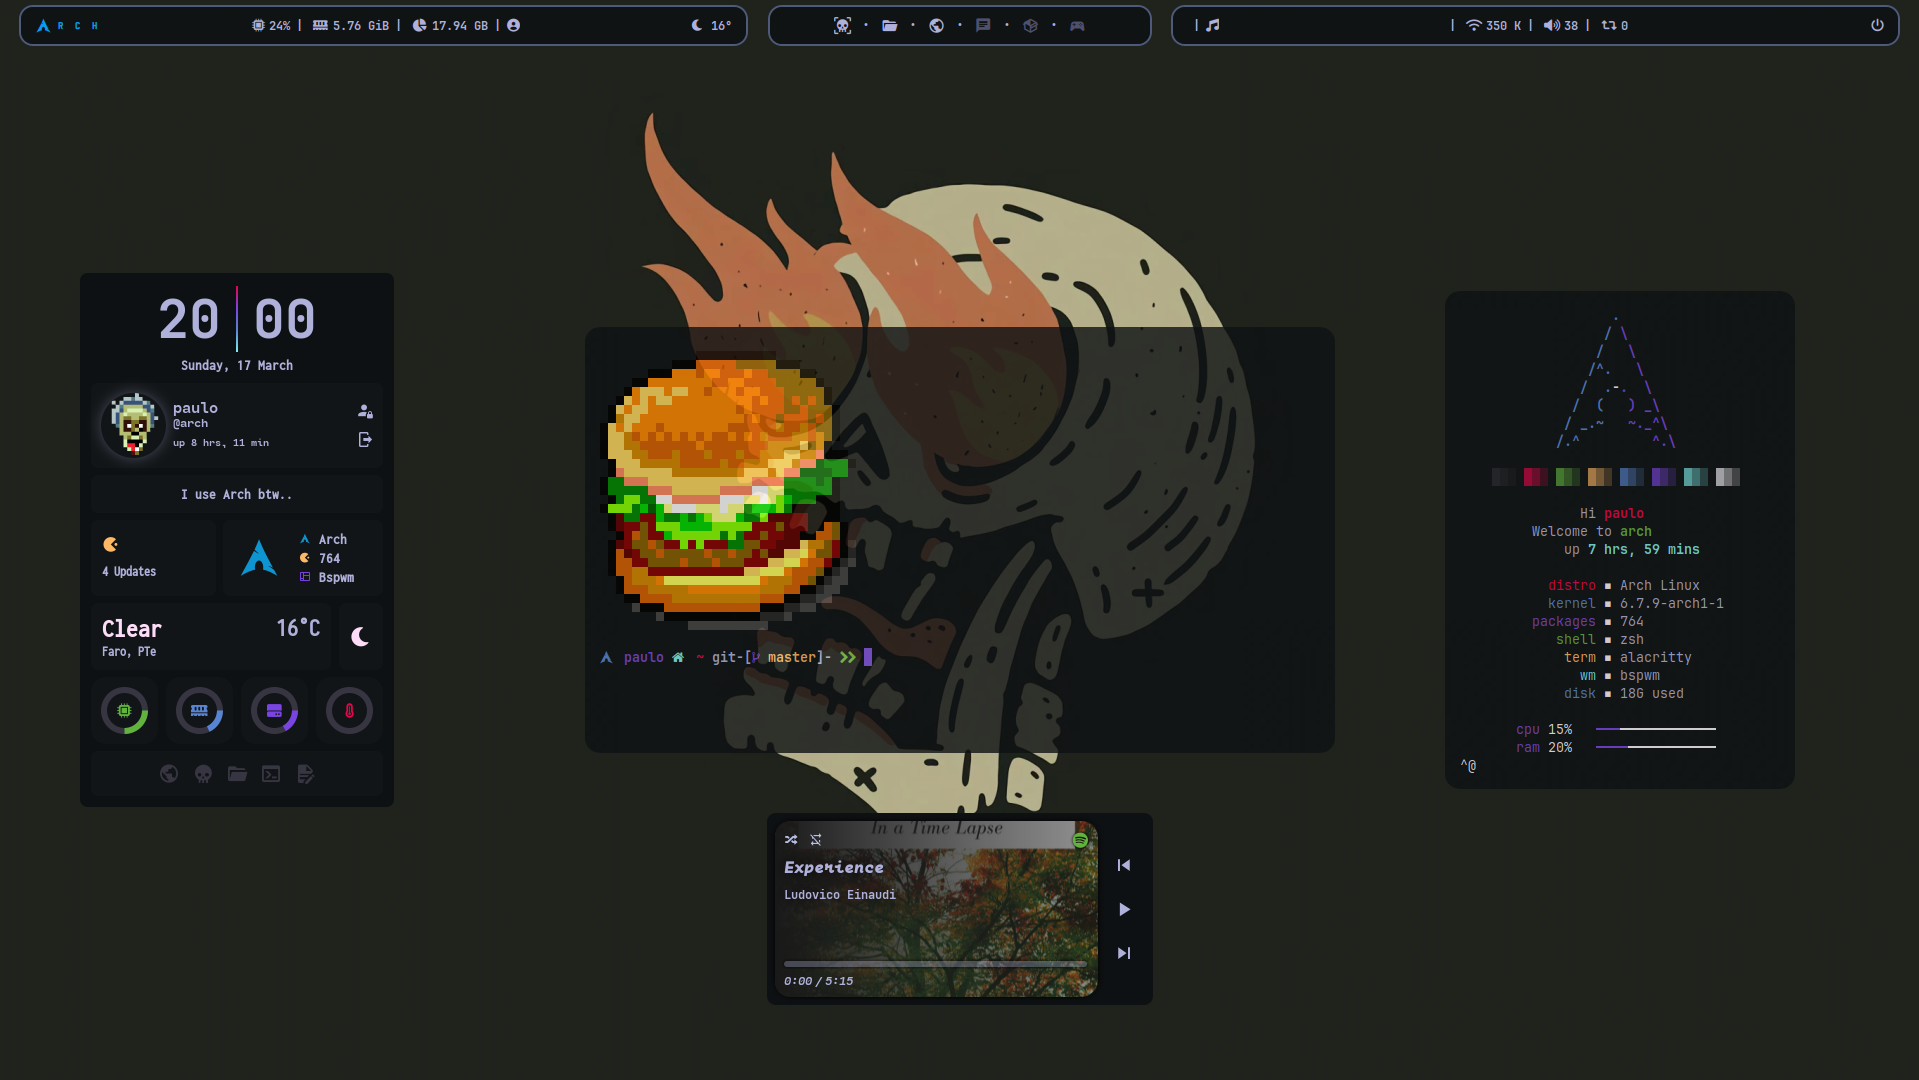 R C H 24% | 5.76 GiB | 17.94 GB | 16°
| | 350 K | 38 | 0
20 | 00
Sunday, 17 March
paulo
@arch
up 8 hrs, 11 min
I use Arch btw..
4 Updates
Arch
764
Bspwm
Clear 16°C
Faro, PTe
paulo ~ git-[ master]- >>
In a Time Lapse
Experience
Ludovico Einaudi
0:00 / 5:15
.
/ \
/ \
/^. \
/ .-. \
/ ( ) _\
/ _.~ ~._^\
/.^ ^.\
Hi paulo
Welcome to arch
up 7 hrs, 59 mins
distro ▪ Arch Linux
kernel ▪ 6.7.9-arch1-1
packages ▪ 764
shell ▪ zsh
term ▪ alacritty
wm ▪ bspwm
disk ▪ 18G used
cpu 15%
ram 20%
^@